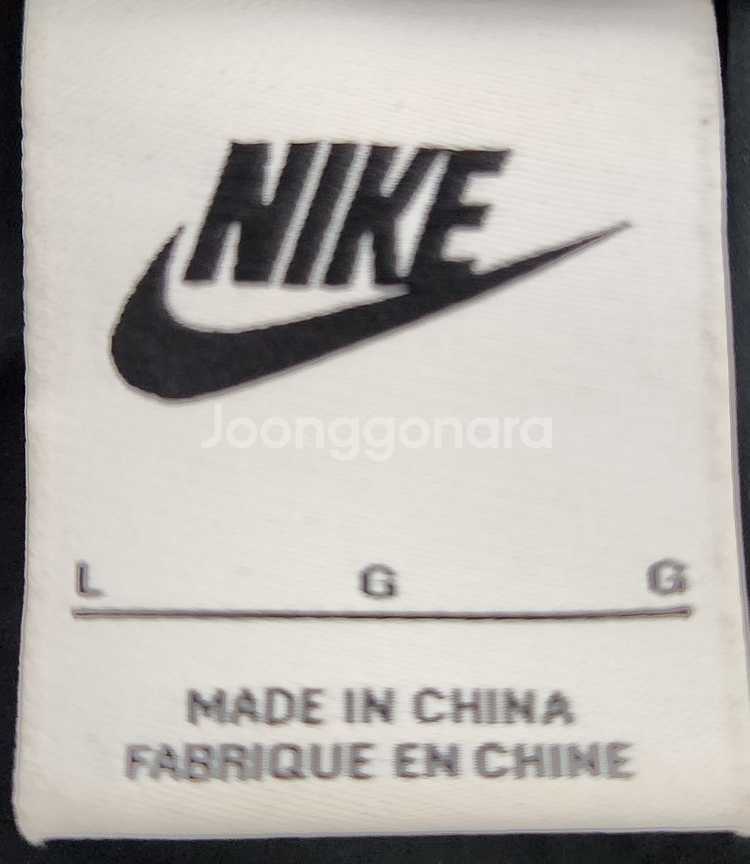 NIKE
Joonggonara
L G G
MADE IN CHINA
FABRIQUE EN CHINE